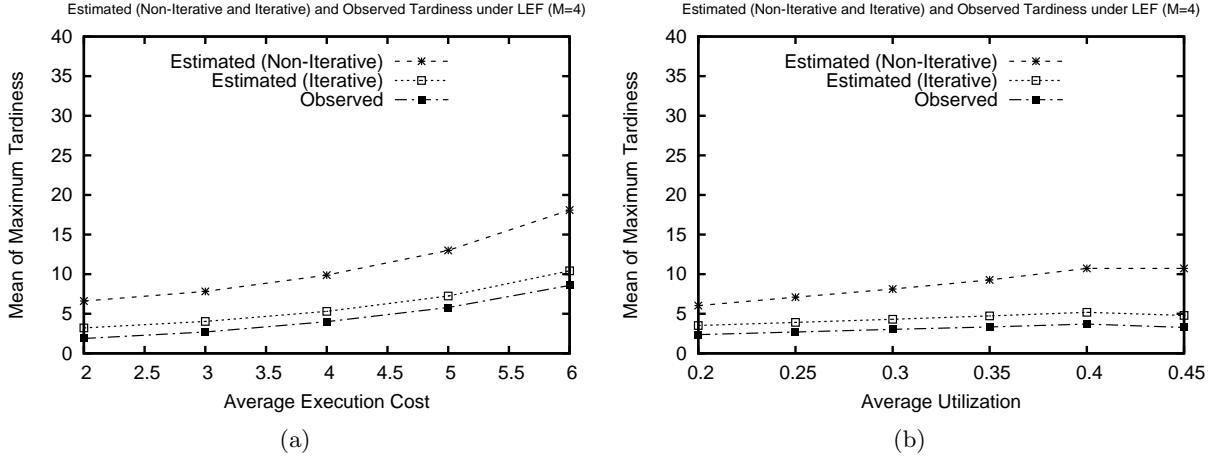 Estimated (Non-Iterative and Iterative) and Observed Tardiness under LEF (M=4)
Mean of Maximum Tardiness
40
35
30
25
20
15
10
5
0
Estimated (Non-Iterative)
Estimated (Iterative)
Observed
2 2.5 3 3.5 4 4.5 5 5.5 6
Average Execution Cost
(a)
Estimated (Non-Iterative and Iterative) and Observed Tardiness under LEF (M=4)
Mean of Maximum Tardiness
40
35
30
25
20
15
10
5
0
Estimated (Non-Iterative)
Estimated (Iterative)
Observed
0.2 0.25 0.3 0.35 0.4 0.45
Average Utilization
(b)